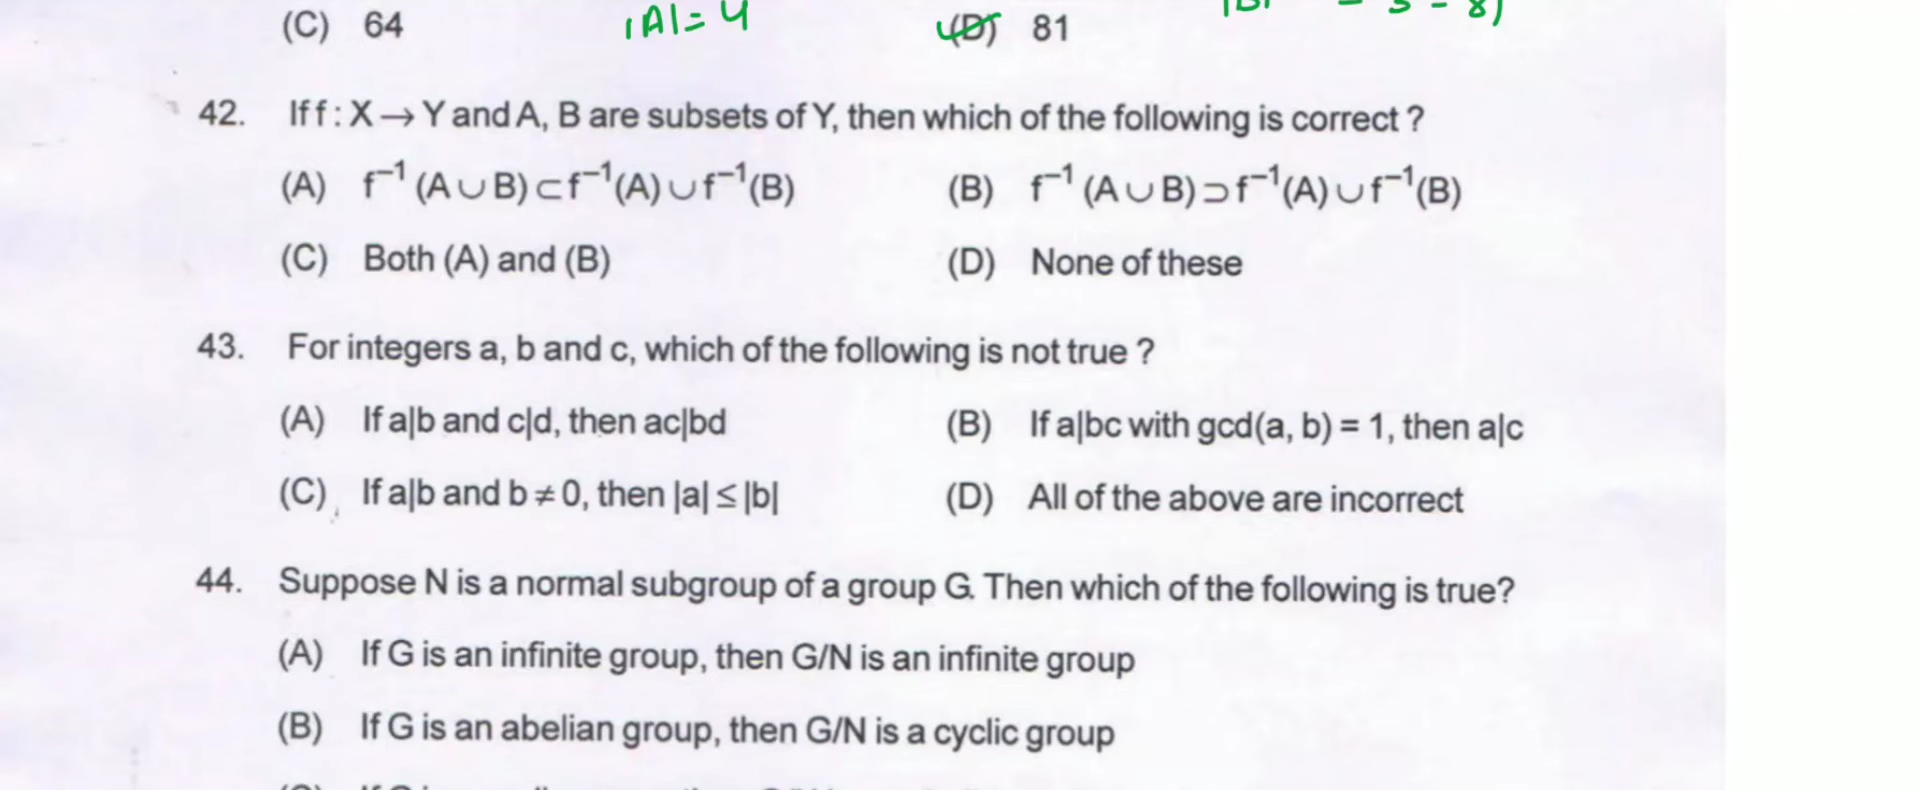 (C) 64 |A|= 4 (D) 81
42. If f : X → Y and A, B are subsets of Y, then which of the following is correct ?
(A) f⁻¹ (A ∪ B) ⊂ f⁻¹(A) ∪ f⁻¹(B) (B) f⁻¹ (A ∪ B) ⊃ f⁻¹(A) ∪ f⁻¹(B)
(C) Both (A) and (B) (D) None of these
43. For integers a, b and c, which of the following is not true ?
(A) If a|b and c|d, then ac|bd (B) If a|bc with gcd(a, b) = 1, then a|c
(C) If a|b and b ≠ 0, then |a| ≤ |b| (D) All of the above are incorrect
44. Suppose N is a normal subgroup of a group G. Then which of the following is true?
(A) If G is an infinite group, then G/N is an infinite group
(B) If G is an abelian group, then G/N is a cyclic group